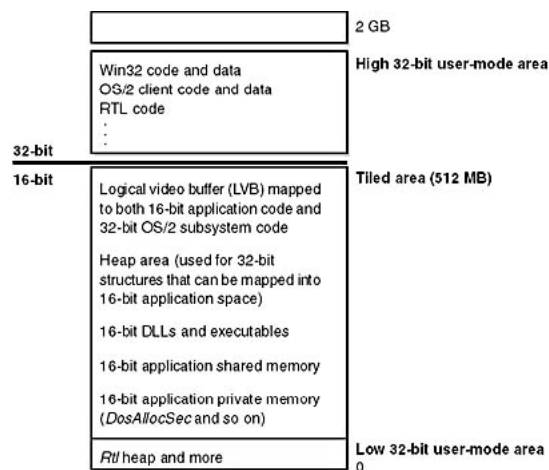 2 GB
High 32-bit user-mode area
Win32 code and data
OS/2 client code and data
RTL code
.
.
.
32-bit
16-bit
Tiled area (512 MB)
Logical video buffer (LVB) mapped
to both 16-bit application code and
32-bit OS/2 subsystem code
Heap area (used for 32-bit
structures that can be mapped into
16-bit application space)
16-bit DLLs and executables
16-bit application shared memory
16-bit application private memory
(DosAllocSec and so on)
Rtl heap and more
Low 32-bit user-mode area
0